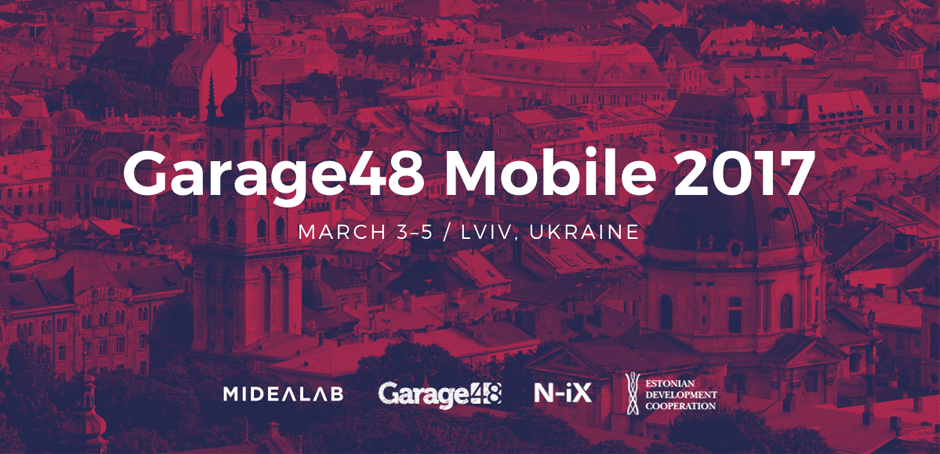 Garage48 Mobile 2017
MARCH 3–5 / LVIV, UKRAINE
MIDEALAB
Garage48
N-iX
ESTONIAN
DEVELOPMENT
COOPERATION